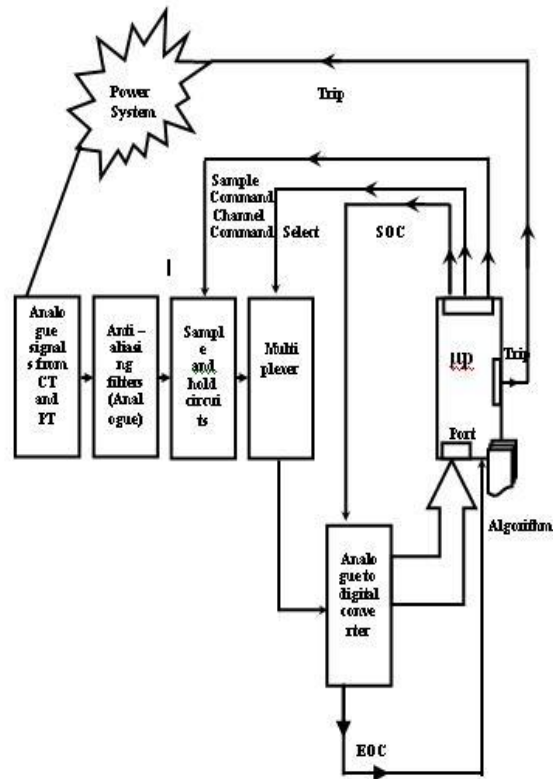 Power
System
Trip
Sample
Command
Channel
Command
Select
SOC
Analo
gue
signal
s from
CT
and
PT
Anti –
aliasi
ng
filters
(Anal
ogue)
Sampl
e
and
hold
circui
ts
Multi
plexer
μp
Trip
Port
Algorithm
Analo
gue to
digital
conve
rter
EOC